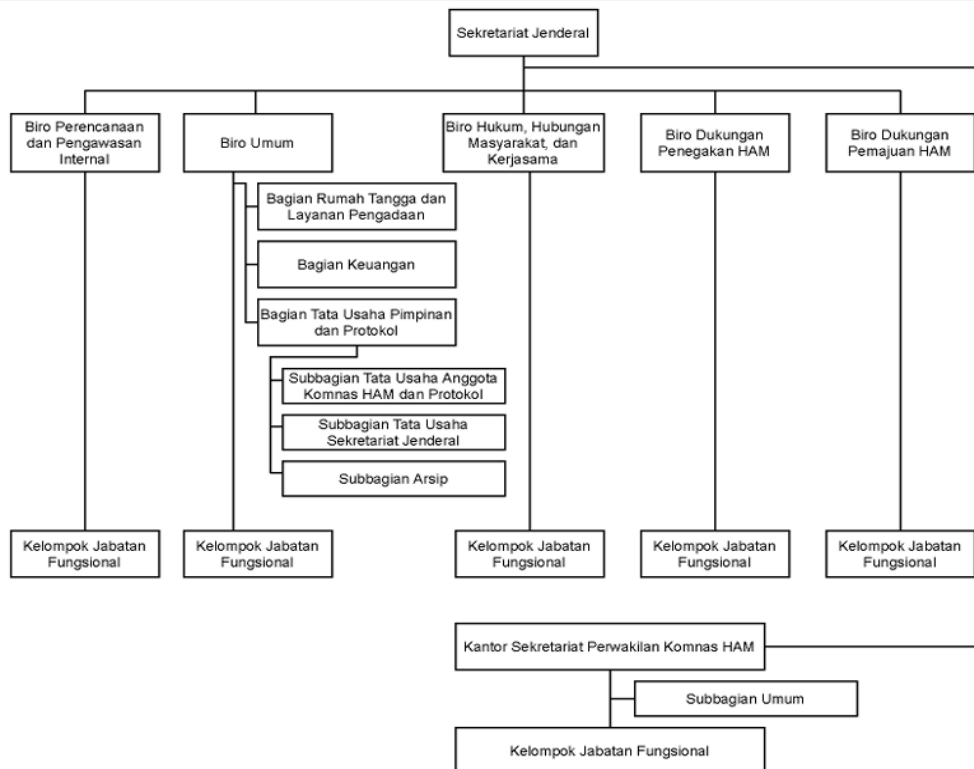 Sekretariat Jenderal
Biro Perencanaan
dan Pengawasan
Internal
Biro Umum
Biro Hukum, Hubungan
Masyarakat, dan
Kerjasama
Biro Dukungan
Penegakan HAM
Biro Dukungan
Pemajuan HAM
Bagian Rumah Tangga dan
Layanan Pengadaan
Bagian Keuangan
Bagian Tata Usaha Pimpinan
dan Protokol
Subbagian Tata Usaha Anggota
Komnas HAM dan Protokol
Subbagian Tata Usaha
Sekretariat Jenderal
Subbagian Arsip
Kelompok Jabatan
Fungsional
Kelompok Jabatan
Fungsional
Kelompok Jabatan
Fungsional
Kelompok Jabatan
Fungsional
Kelompok Jabatan
Fungsional
Kantor Sekretariat Perwakilan Komnas HAM
Subbagian Umum
Kelompok Jabatan Fungsional